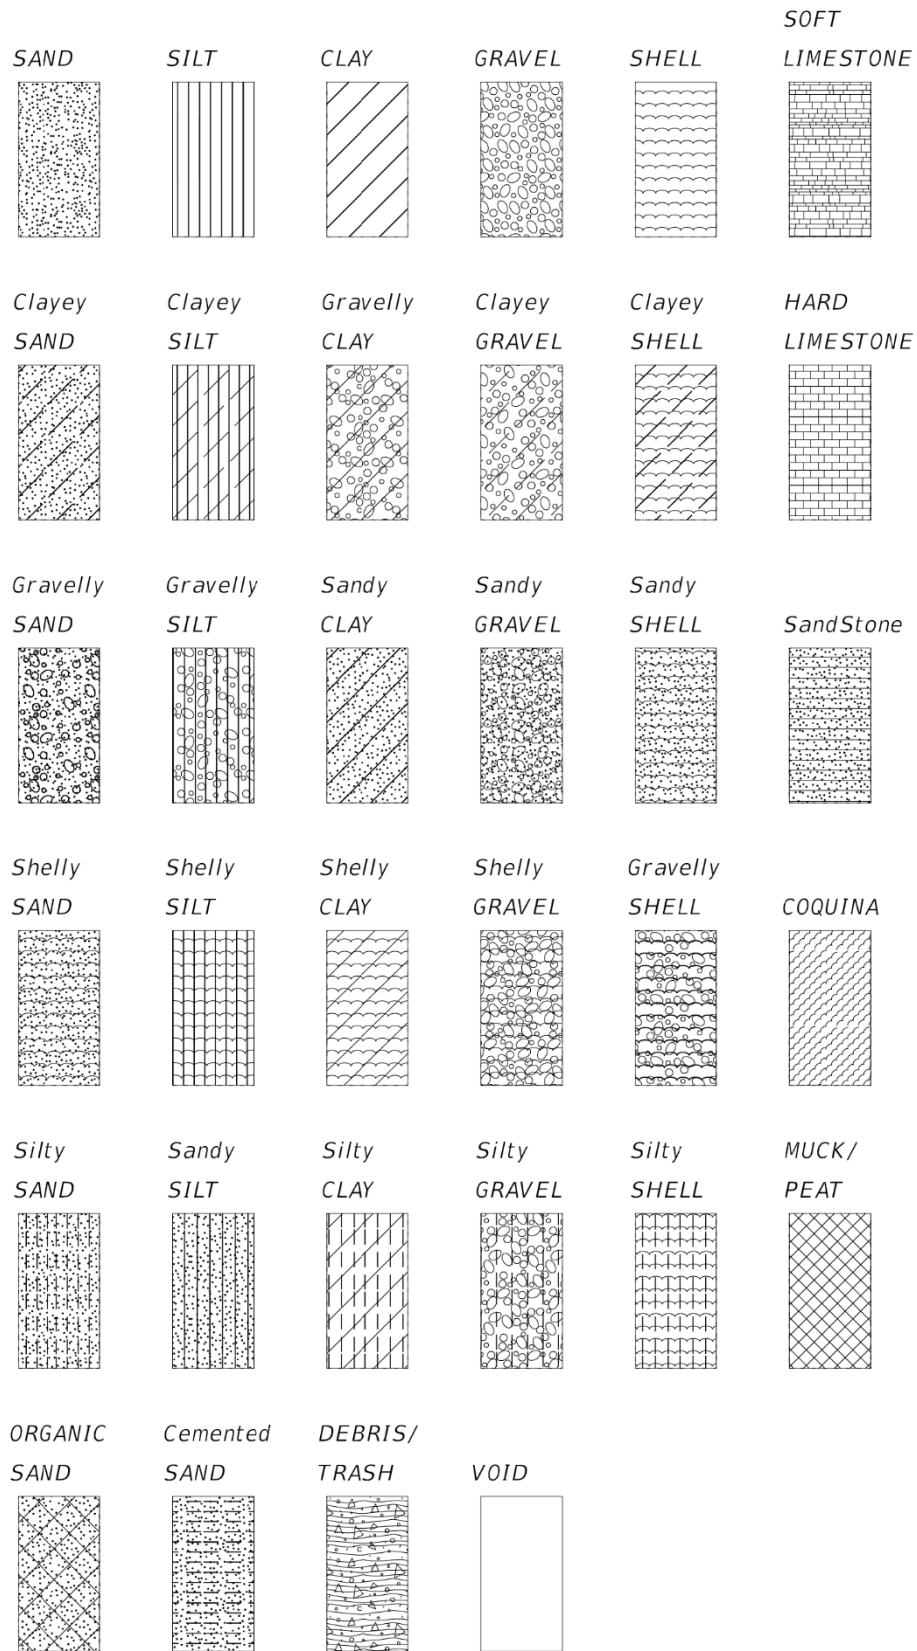 SOFT
SAND SILT CLAY GRAVEL SHELL LIMESTONE
Clayey Clayey Gravelly Clayey Clayey HARD
SAND SILT CLAY GRAVEL SHELL LIMESTONE
Gravelly Gravelly Sandy Sandy Sandy
SAND SILT CLAY GRAVEL SHELL SandStone
Shelly Shelly Shelly Shelly Gravelly
SAND SILT CLAY GRAVEL SHELL COQUINA
Silty Sandy Silty Silty Silty MUCK/
SAND SILT CLAY GRAVEL SHELL PEAT
ORGANIC Cemented DEBRIS/
SAND SAND TRASH VOID